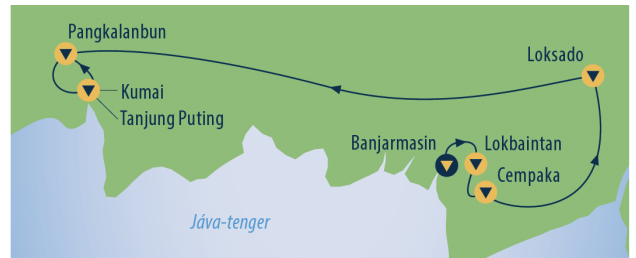 Pangkalanbun
Loksado
Kumai
Tanjung Puting
Banjarmasin
Lokbaintan
Cempaka
Jáva-tenger